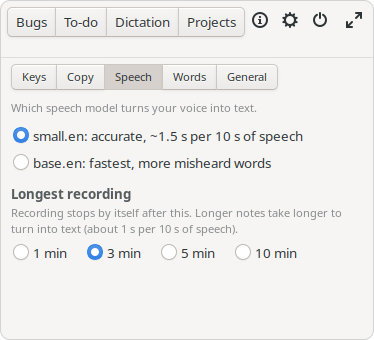 Bugs To-do Dictation Projects
Keys Copy Speech Words General
Which speech model turns your voice into text.
small.en: accurate, ~1.5 s per 10 s of speech
base.en: fastest, more misheard words
Longest recording
Recording stops by itself after this. Longer notes take longer to
turn into text (about 1 s per 10 s of speech).
1 min 3 min 5 min 10 min